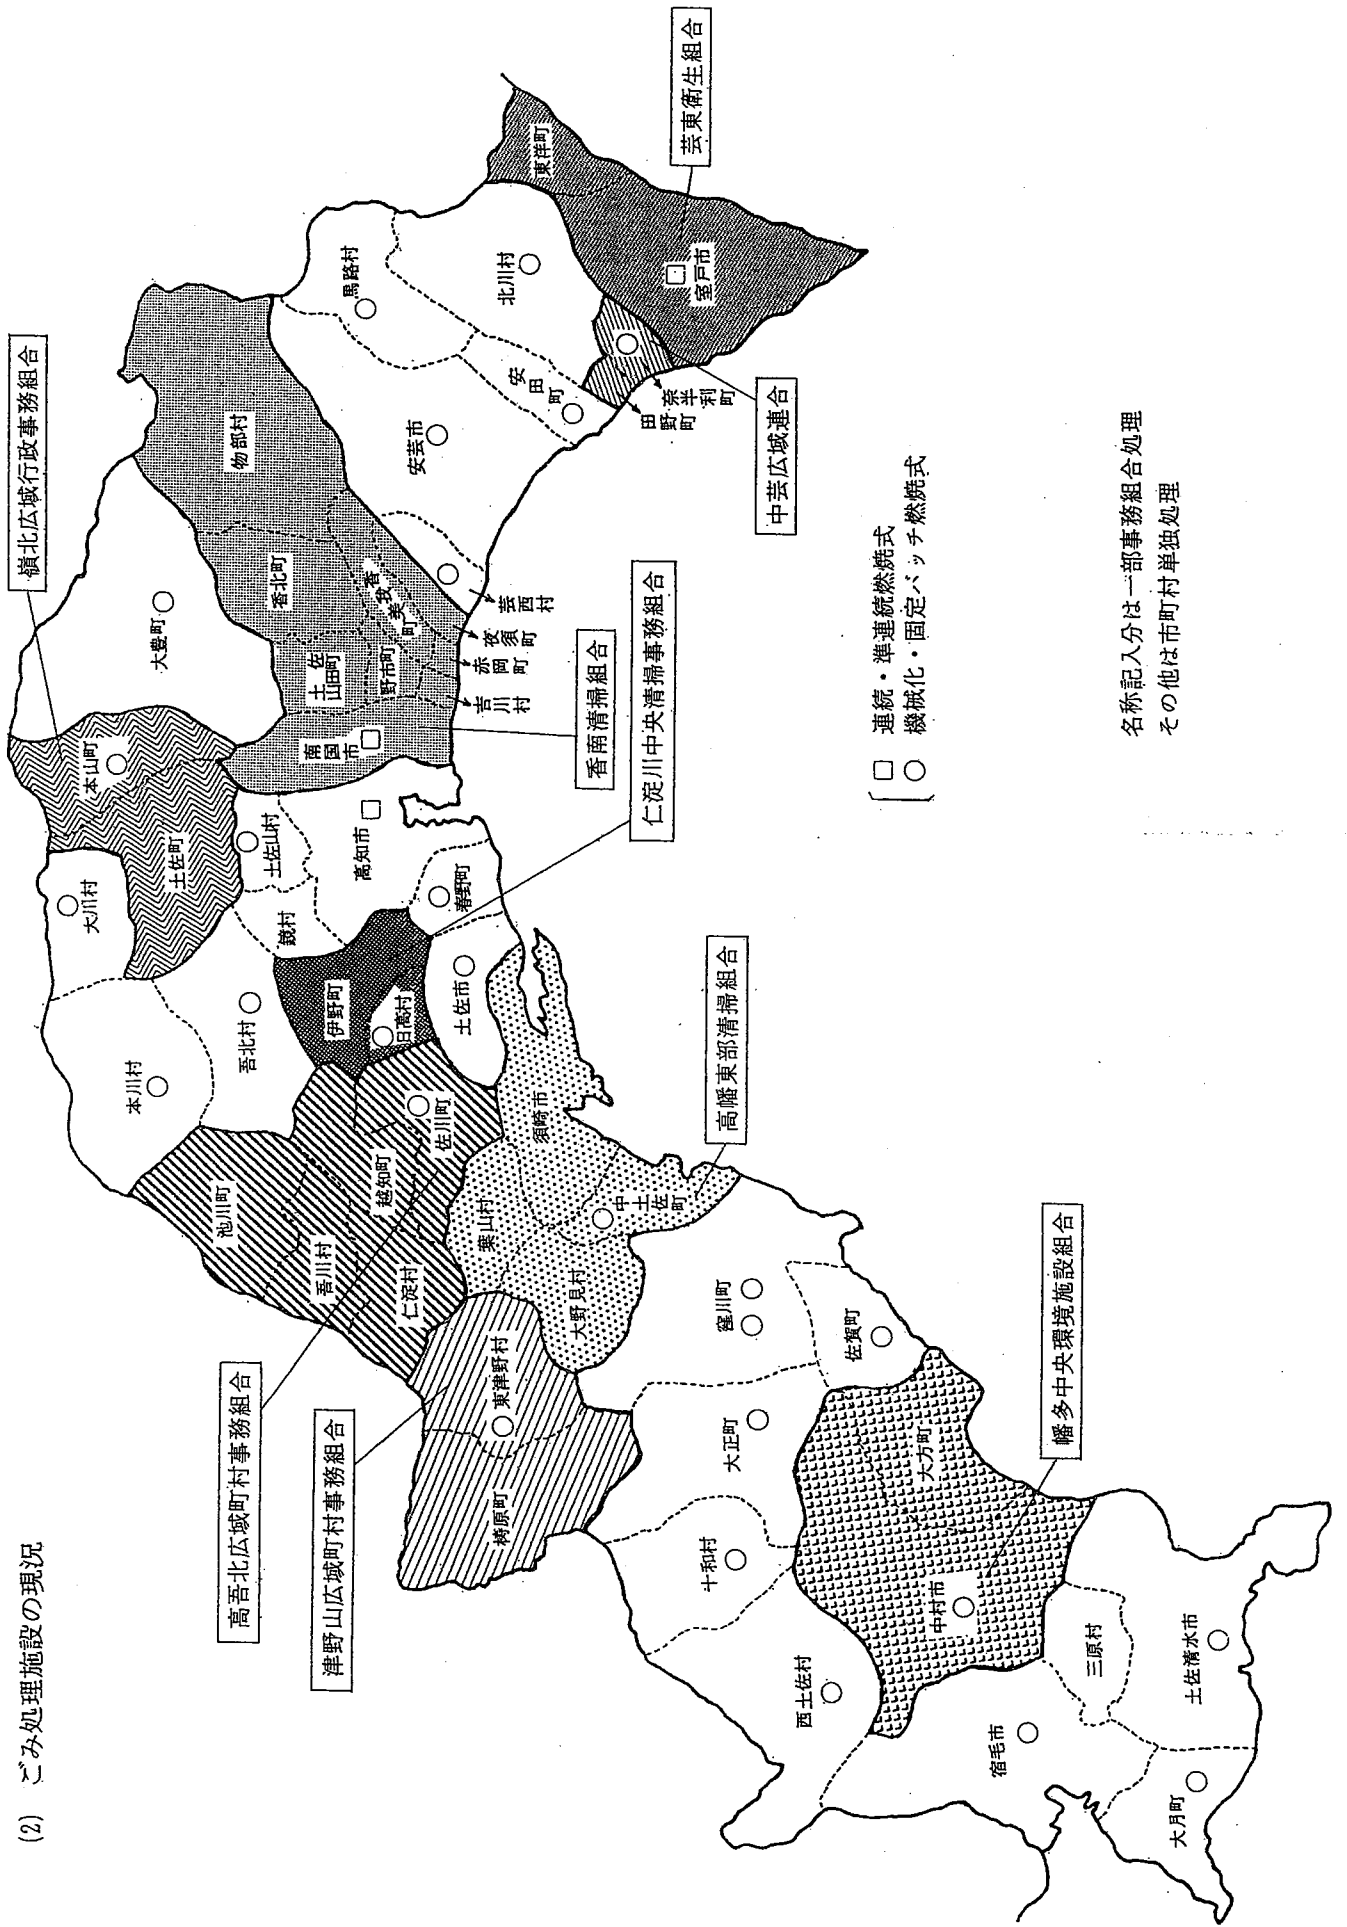 (2) ごみ処理施設の現況
嶺北広域行政事務組合
高吾北広域町村事務組合
津野山広域町村事務組合
香南清掃組合
仁淀川中央清掃事務組合
高幡東部清掃組合
幡多中央環境施設組合
中芸広域連合
芸東衛生組合
東洋町
室戸市
北川村
馬路村
奈半利町
田野町
安田町
安芸市
芸西村
物部村
香北町
香我美町
夜須町
赤岡町
野市町
吉川村
土佐山田町
南国市
大豊町
本山町
土佐町
大川村
土佐山村
高知市
鏡村
春野町
伊野町
日高村
土佐市
吾北村
本川村
池川町
吾川村
越知町
佐川町
仁淀村
須崎市
葉山村
中土佐町
大野見村
東津野村
梼原町
窪川町
佐賀町
大正町
十和村
大方町
中村市
西土佐村
三原村
宿毛市
土佐清水市
大月町
□ 連続・準連続燃焼式
○ 機械化・固定バッチ燃焼式
名称記入分は一部事務組合処理
その他は市町村単独処理